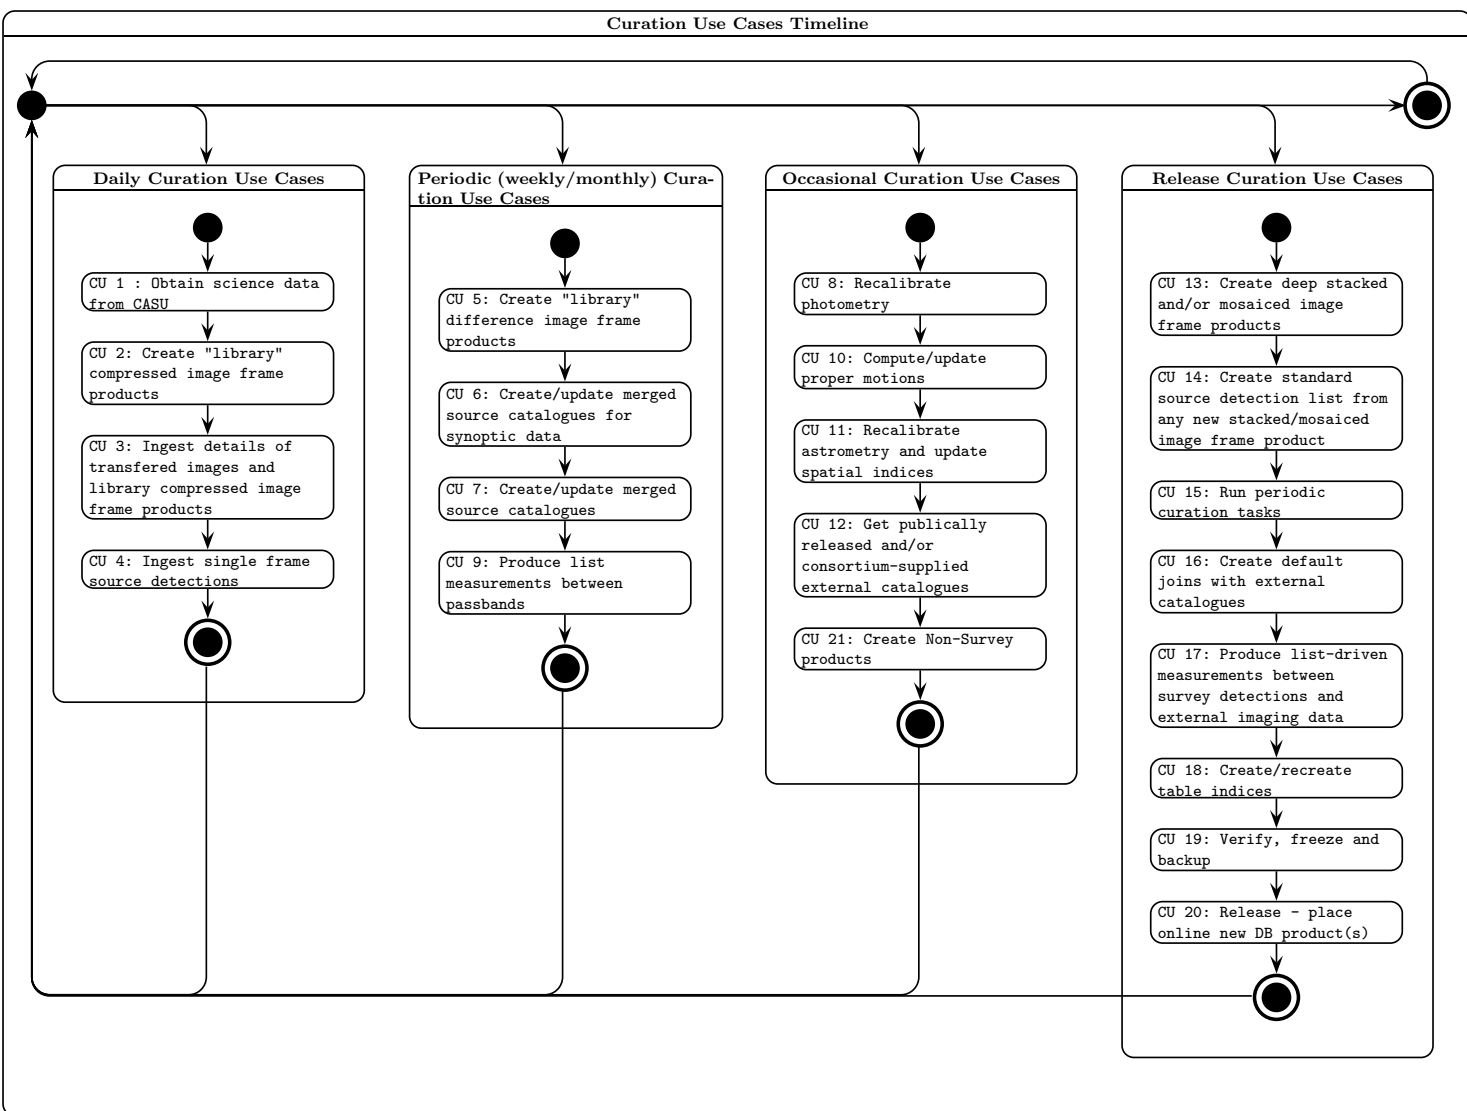 Curation Use Cases Timeline
Daily Curation Use Cases
CU 1 : Obtain science data
from CASU
CU 2: Create "library"
compressed image frame
products
CU 3: Ingest details of
transfered images and
library compressed image
frame products
CU 4: Ingest single frame
source detections
Periodic (weekly/monthly) Cura-
tion Use Cases
CU 5: Create "library"
difference image frame
products
CU 6: Create/update merged
source catalogues for
synoptic data
CU 7: Create/update merged
source catalogues
CU 9: Produce list
measurements between
passbands
Occasional Curation Use Cases
CU 8: Recalibrate
photometry
CU 10: Compute/update
proper motions
CU 11: Recalibrate
astrometry and update
spatial indices
CU 12: Get publically
released and/or
consortium-supplied
external catalogues
CU 21: Create Non-Survey
products
Release Curation Use Cases
CU 13: Create deep stacked
and/or mosaiced image
frame products
CU 14: Create standard
source detection list from
any new stacked/mosaiced
image frame product
CU 15: Run periodic
curation tasks
CU 16: Create default
joins with external
catalogues
CU 17: Produce list-driven
measurements between
survey detections and
external imaging data
CU 18: Create/recreate
table indices
CU 19: Verify, freeze and
backup
CU 20: Release - place
online new DB product(s)